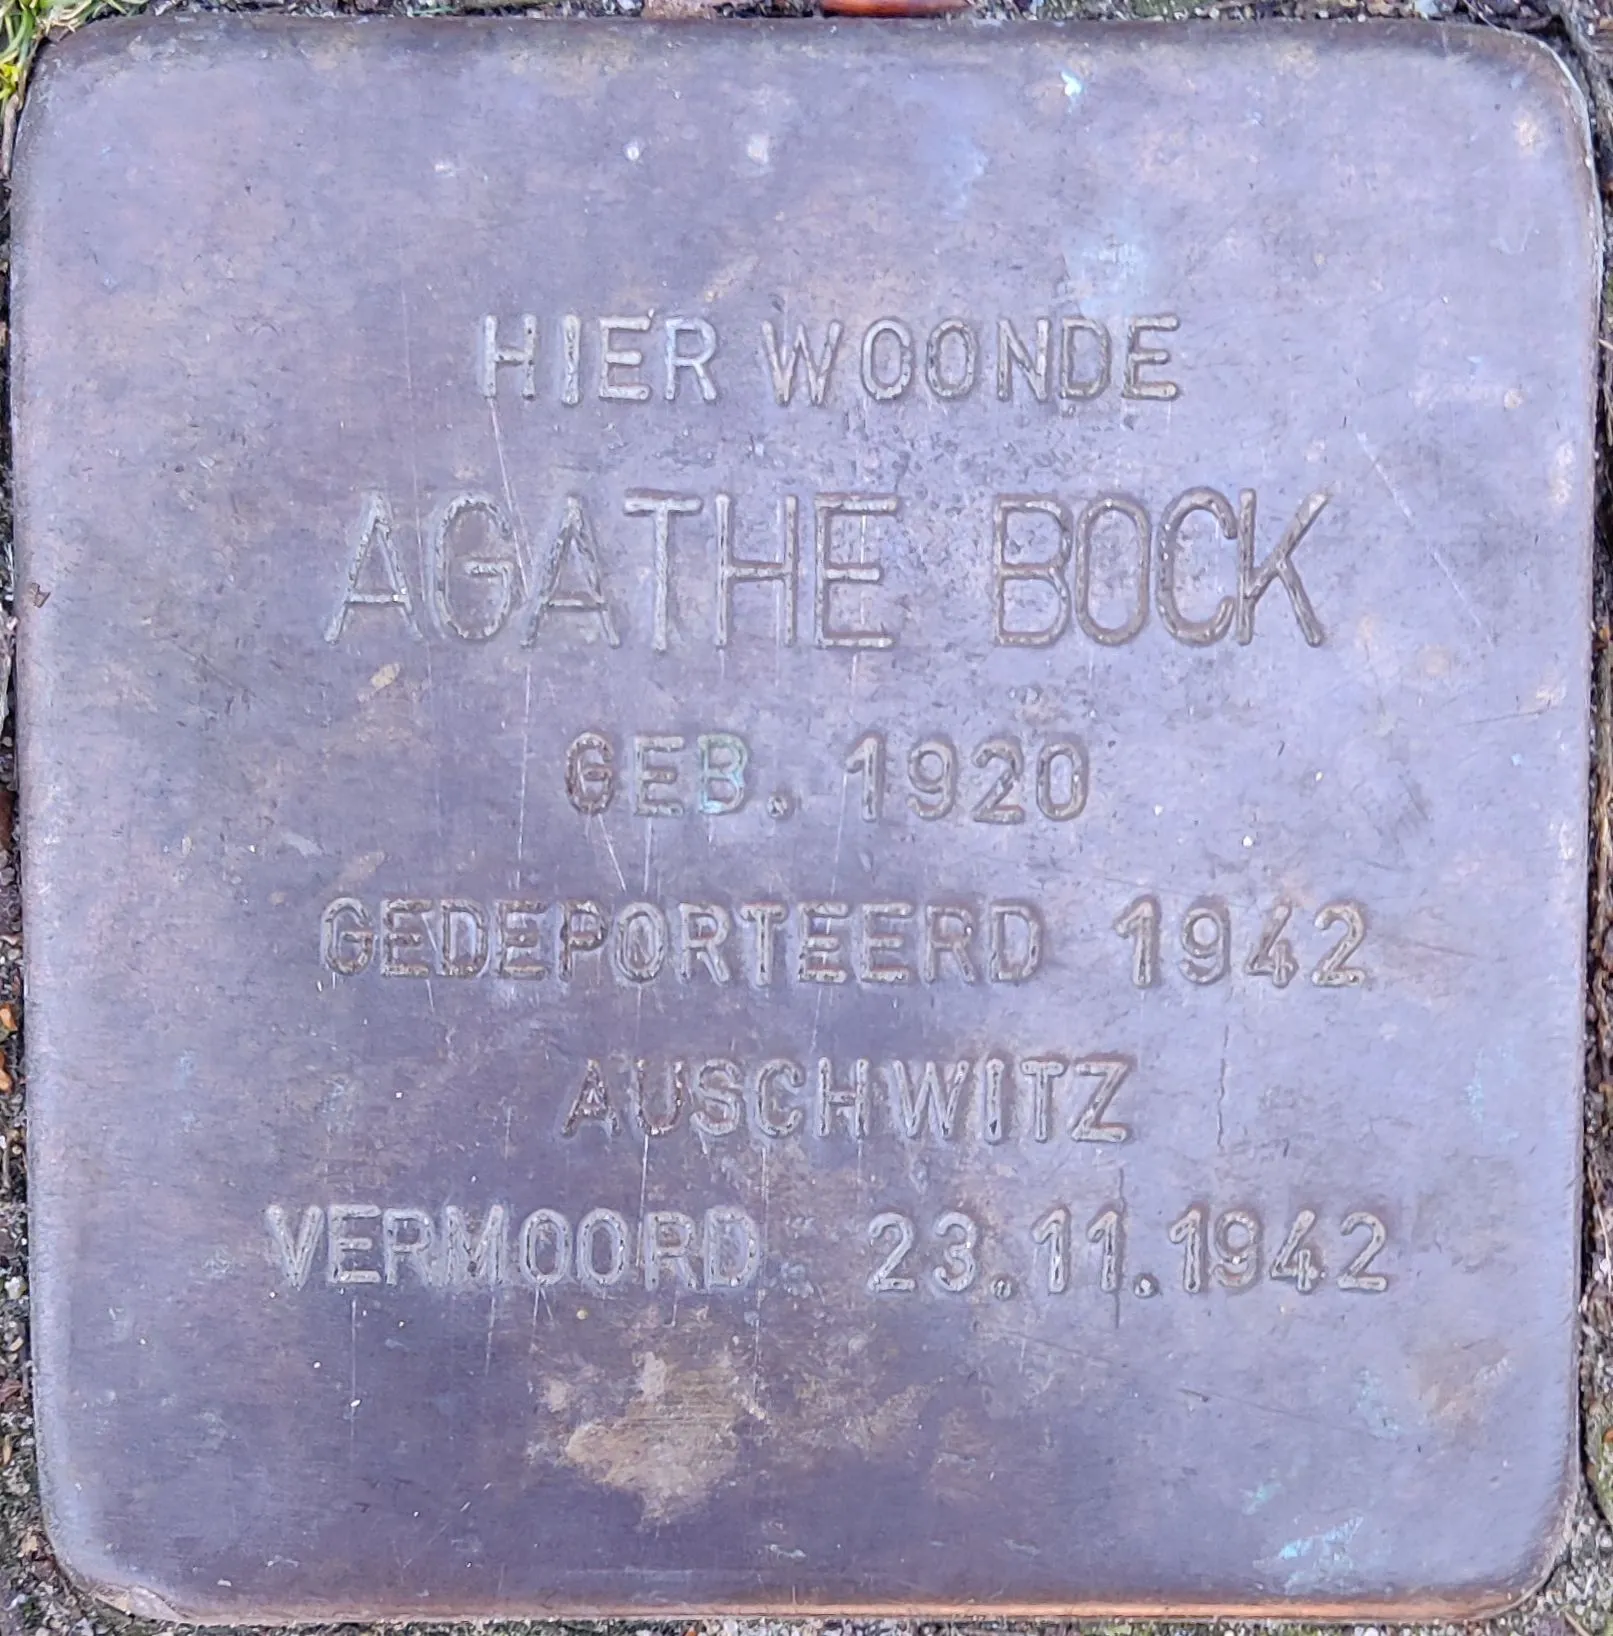 HIER WOONDE
AGATHE BOCK
GEB. 1920
GEDEPORTEERD 1942
AUSCHWITZ
VERMOORD 23.11.1942